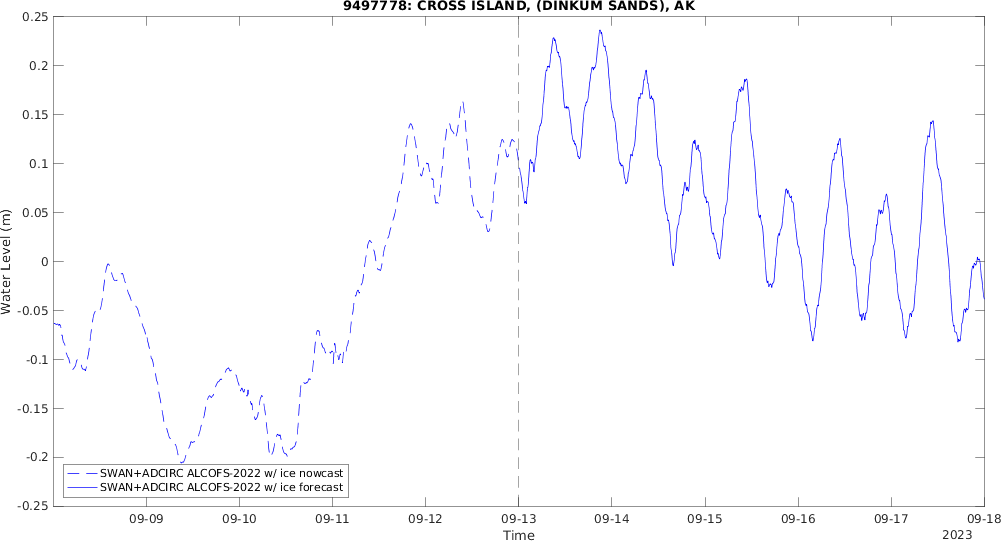 9497778: CROSS ISLAND, (DINKUM SANDS), AK
0.25
0.2
0.15
0.1
0.05
0
-0.05
-0.1
-0.15
-0.2
-0.25
Water Level (m)
SWAN+ADCIRC ALCOFS-2022 w/ ice nowcast
SWAN+ADCIRC ALCOFS-2022 w/ ice forecast
09-09 09-10 09-11 09-12 09-13 09-14 09-15 09-16 09-17 09-18
Time
2023